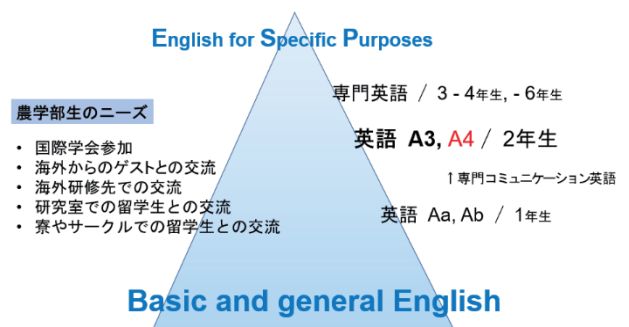 English for Specific Purposes
農学部生のニーズ
• 国際学会参加
• 海外からのゲストとの交流
• 海外研修先での交流
• 研究室での留学生との交流
• 寮やサークルでの留学生との交流
専門英語 / 3 - 4年生, - 6年生
英語 A3, A4 / 2年生
↑専門コミュニケーション英語
英語 Aa, Ab / 1年生
Basic and general English